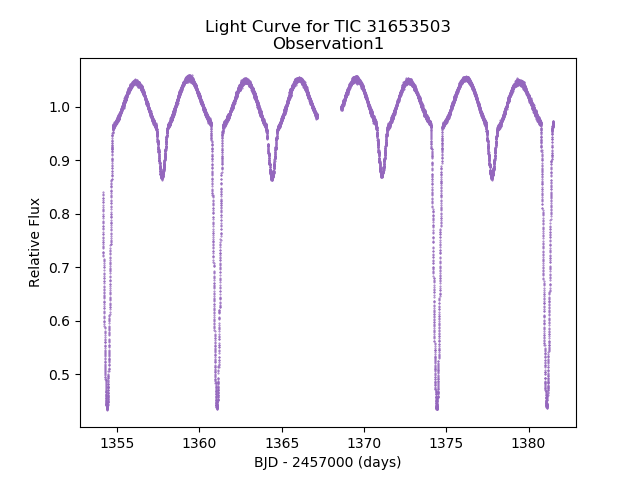 Light Curve for TIC 31653503
Observation1
Relative Flux
1.0
0.9
0.8
0.7
0.6
0.5
1355 1360 1365 1370 1375 1380
BJD - 2457000 (days)